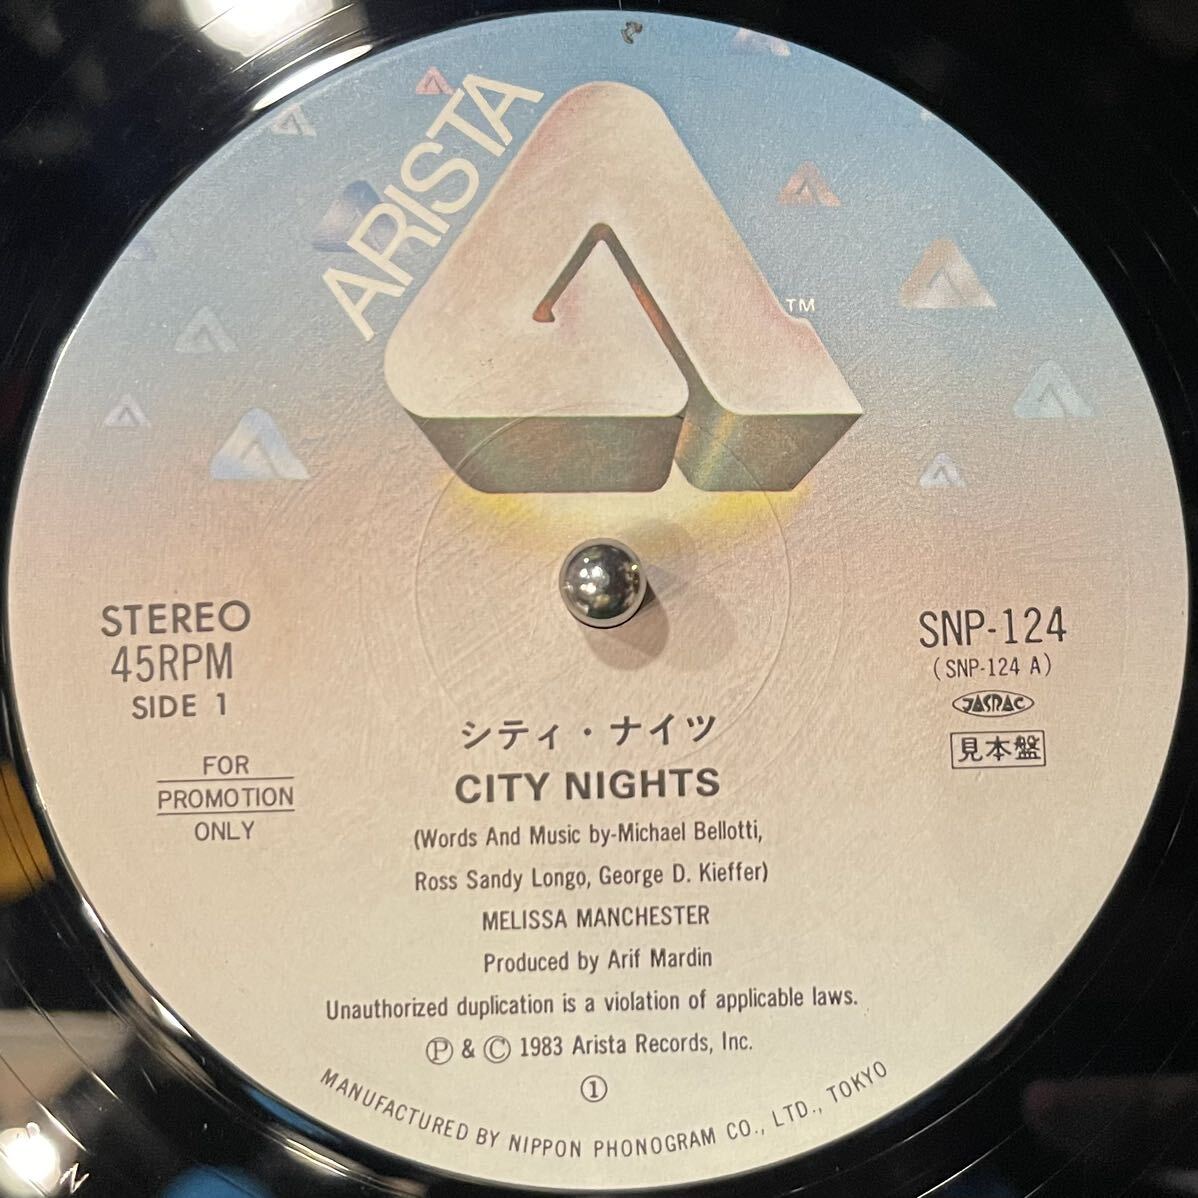 ARISTA
TM
STEREO
45RPM
SIDE 1
FOR
PROMOTION
ONLY
SNP-124
(SNP-124 A)
JASRAC
見本盤
シティ・ナイツ
CITY NIGHTS
(Words And Music by-Michael Bellotti,
Ross Sandy Longo, George D. Kieffer)
MELISSA MANCHESTER
Produced by Arif Mardin
Unauthorized duplication is a violation of applicable laws.
Ⓟ & Ⓒ 1983 Arista Records, Inc.
①
MANUFACTURED BY NIPPON PHONOGRAM CO., LTD., TOKYO